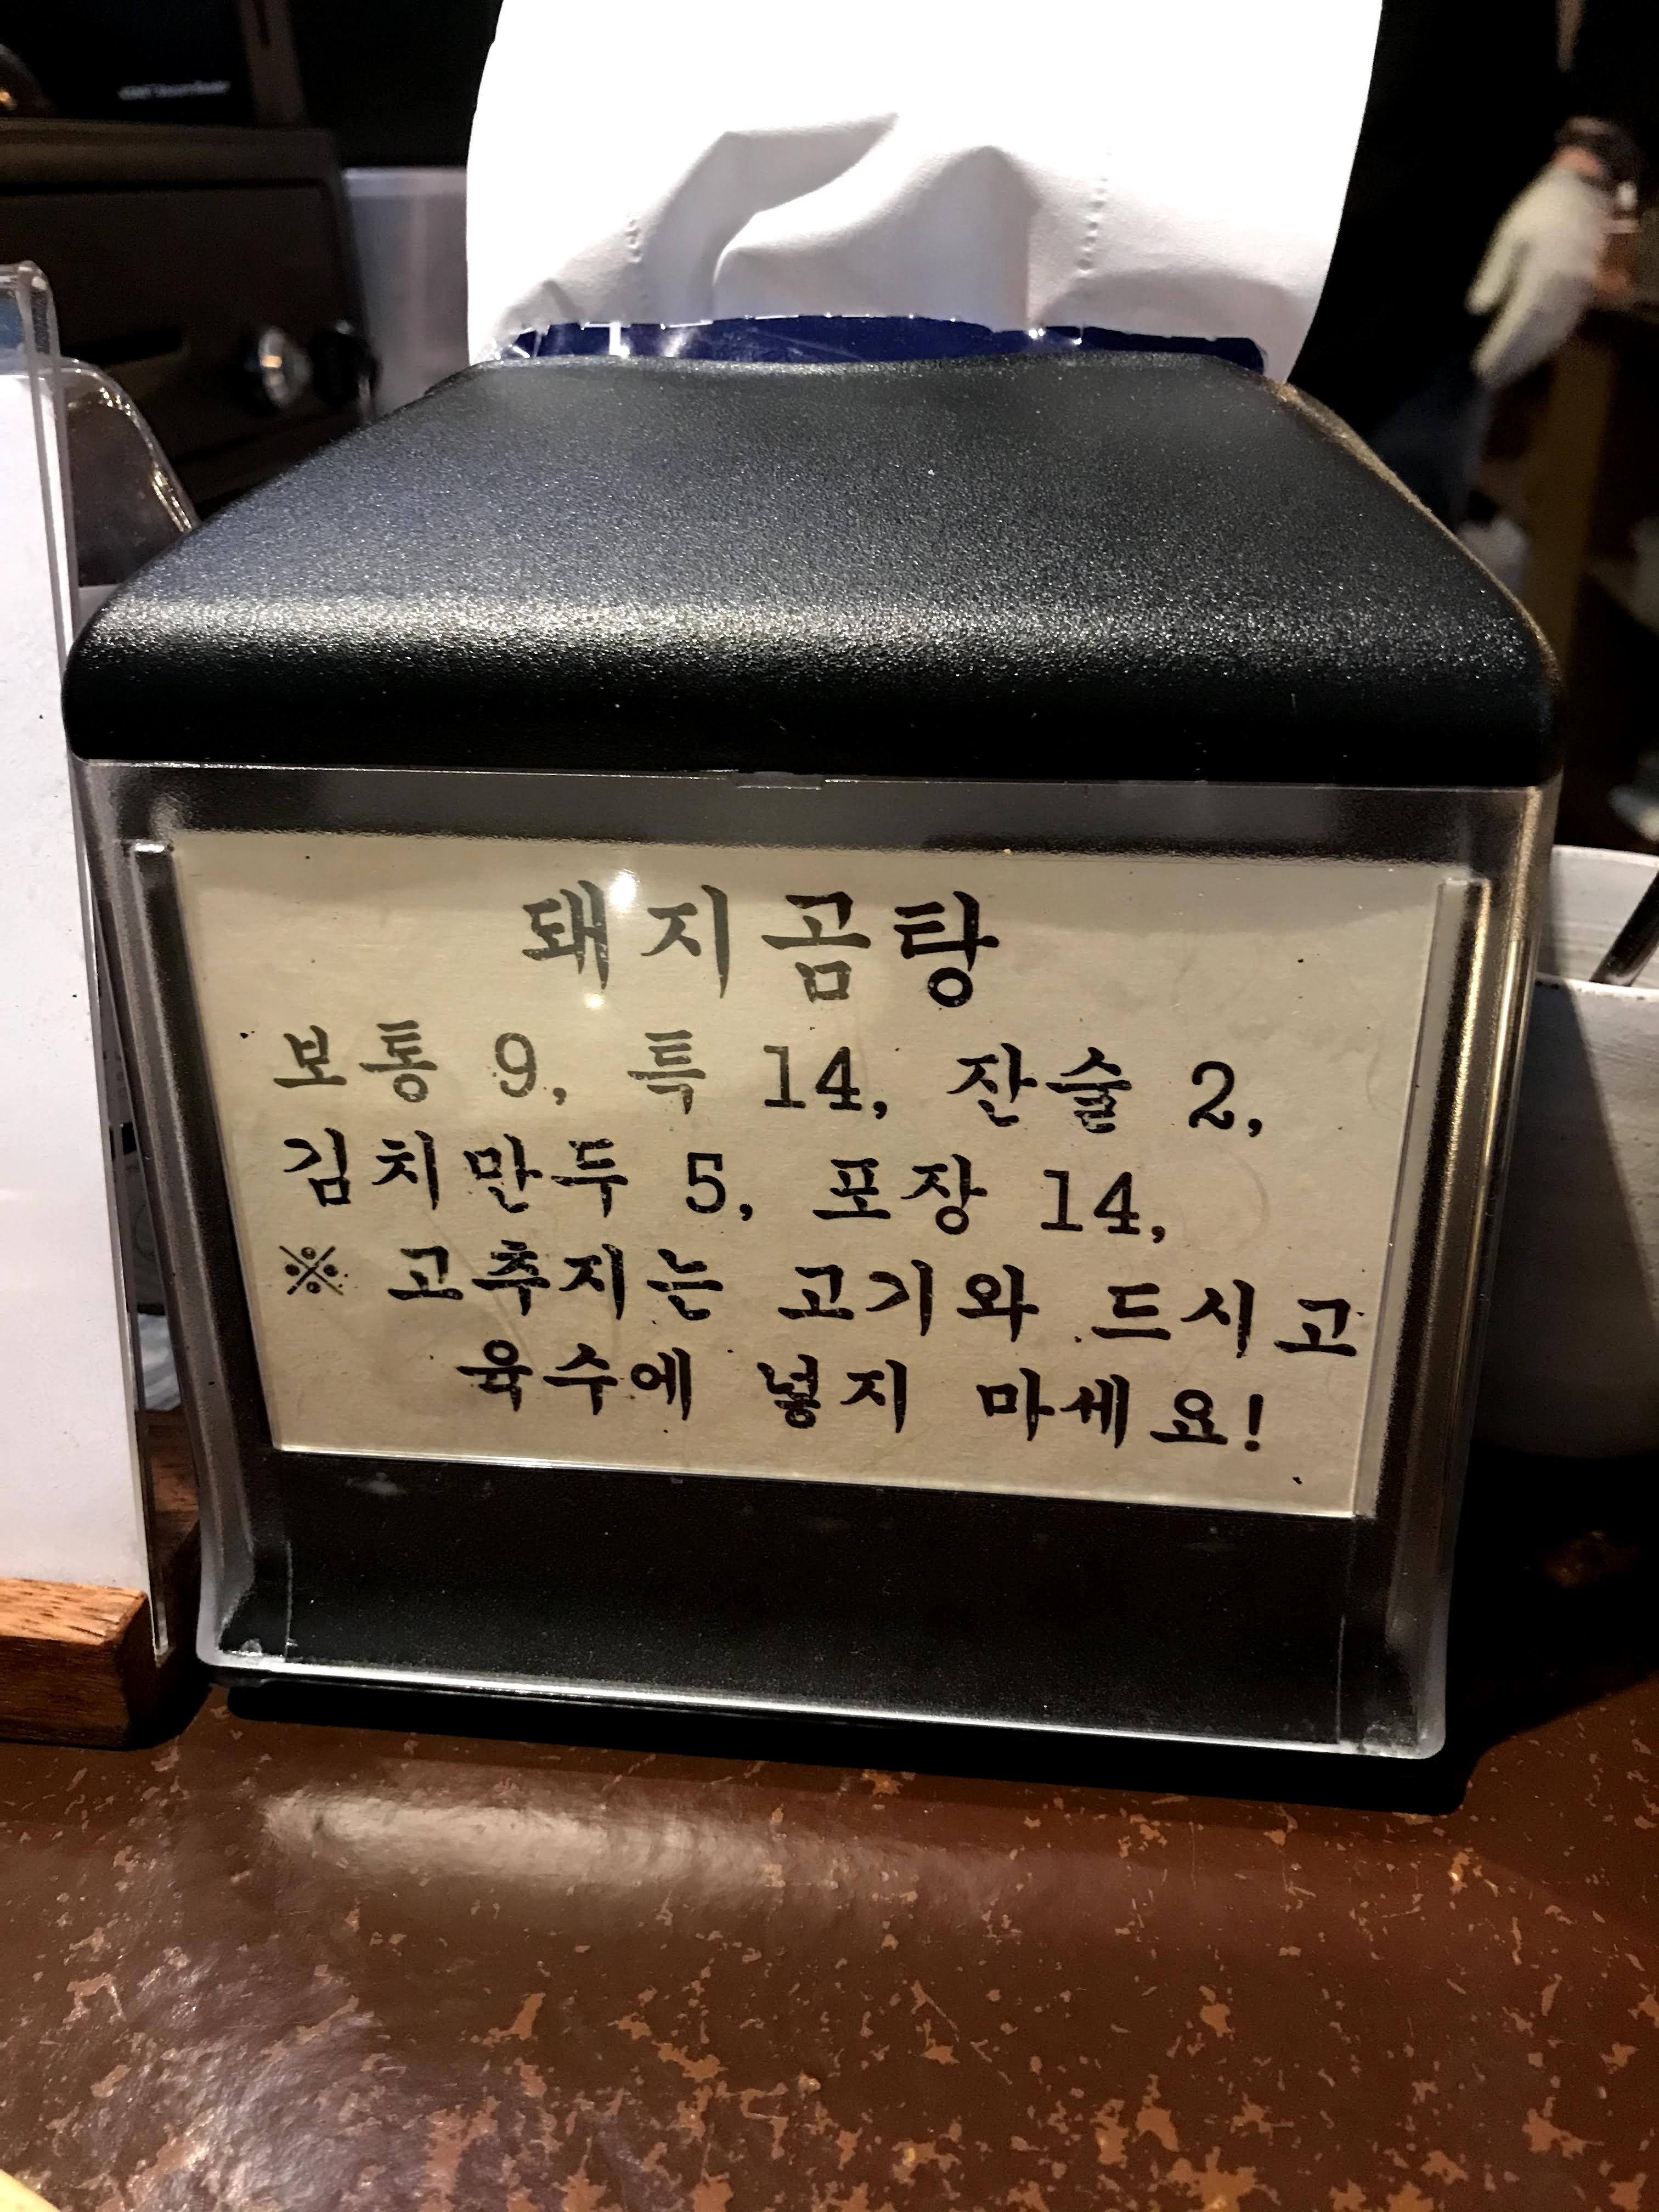 돼지곰탕
보통 9, 특 14, 잔술 2,
김치만두 5, 포장 14,
※ 고추지는 고기와 드시고
육수에 넣지 마세요!